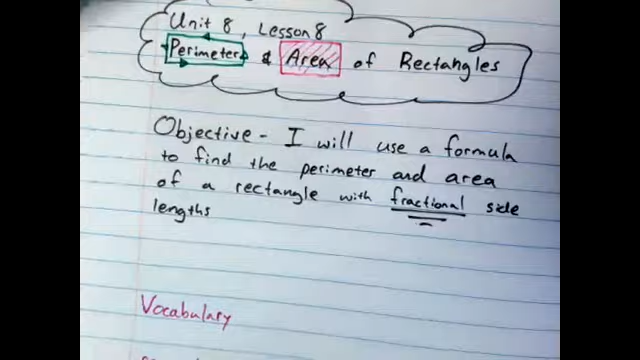 Unit 8, Lesson 8
Perimeter & Area of Rectangles
Objective - I will use a formula
to find the perimeter and area
of a rectangle with fractional side
lengths
Vocabulary